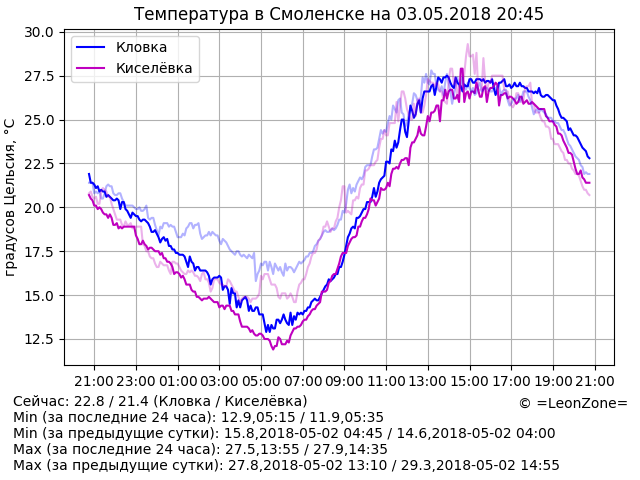 Температура в Смоленске на 03.05.2018 20:45
Кловка
Киселёвка
градусов Цельсия, °C
30.0
27.5
25.0
22.5
20.0
17.5
15.0
12.5
21:00 23:00 01:00 03:00 05:00 07:00 09:00 11:00 13:00 15:00 17:00 19:00 21:00
Сейчас: 22.8 / 21.4 (Кловка / Киселёвка)
© =LeonZone=
Min (за последние 24 часа): 12.9,05:15 / 11.9,05:35
Min (за предыдущие сутки): 15.8,2018-05-02 04:45 / 14.6,2018-05-02 04:00
Max (за последние 24 часа): 27.5,13:55 / 27.9,14:35
Max (за предыдущие сутки): 27.8,2018-05-02 13:10 / 29.3,2018-05-02 14:55